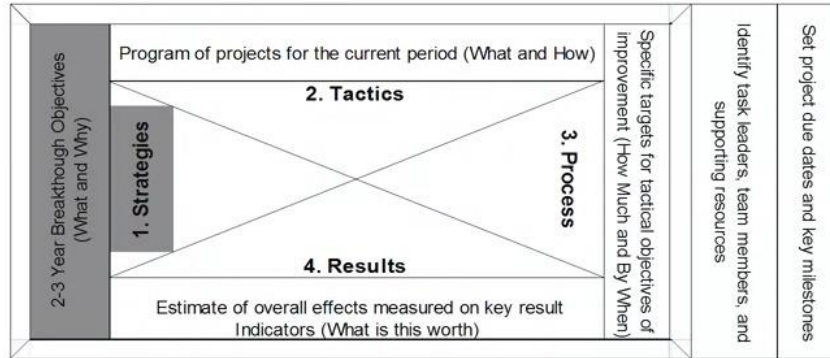 2-3 Year Breakthrough Objectives
(What and Why)
1. Strategies
Program of projects for the current period (What and How)
2. Tactics
3. Process
4. Results
Estimate of overall effects measured on key result
Indicators (What is this worth)
Specific targets for tactical objectives of
improvement (How Much and By When)
Identify task leaders, team members, and
supporting resources
Set project due dates and key milestones